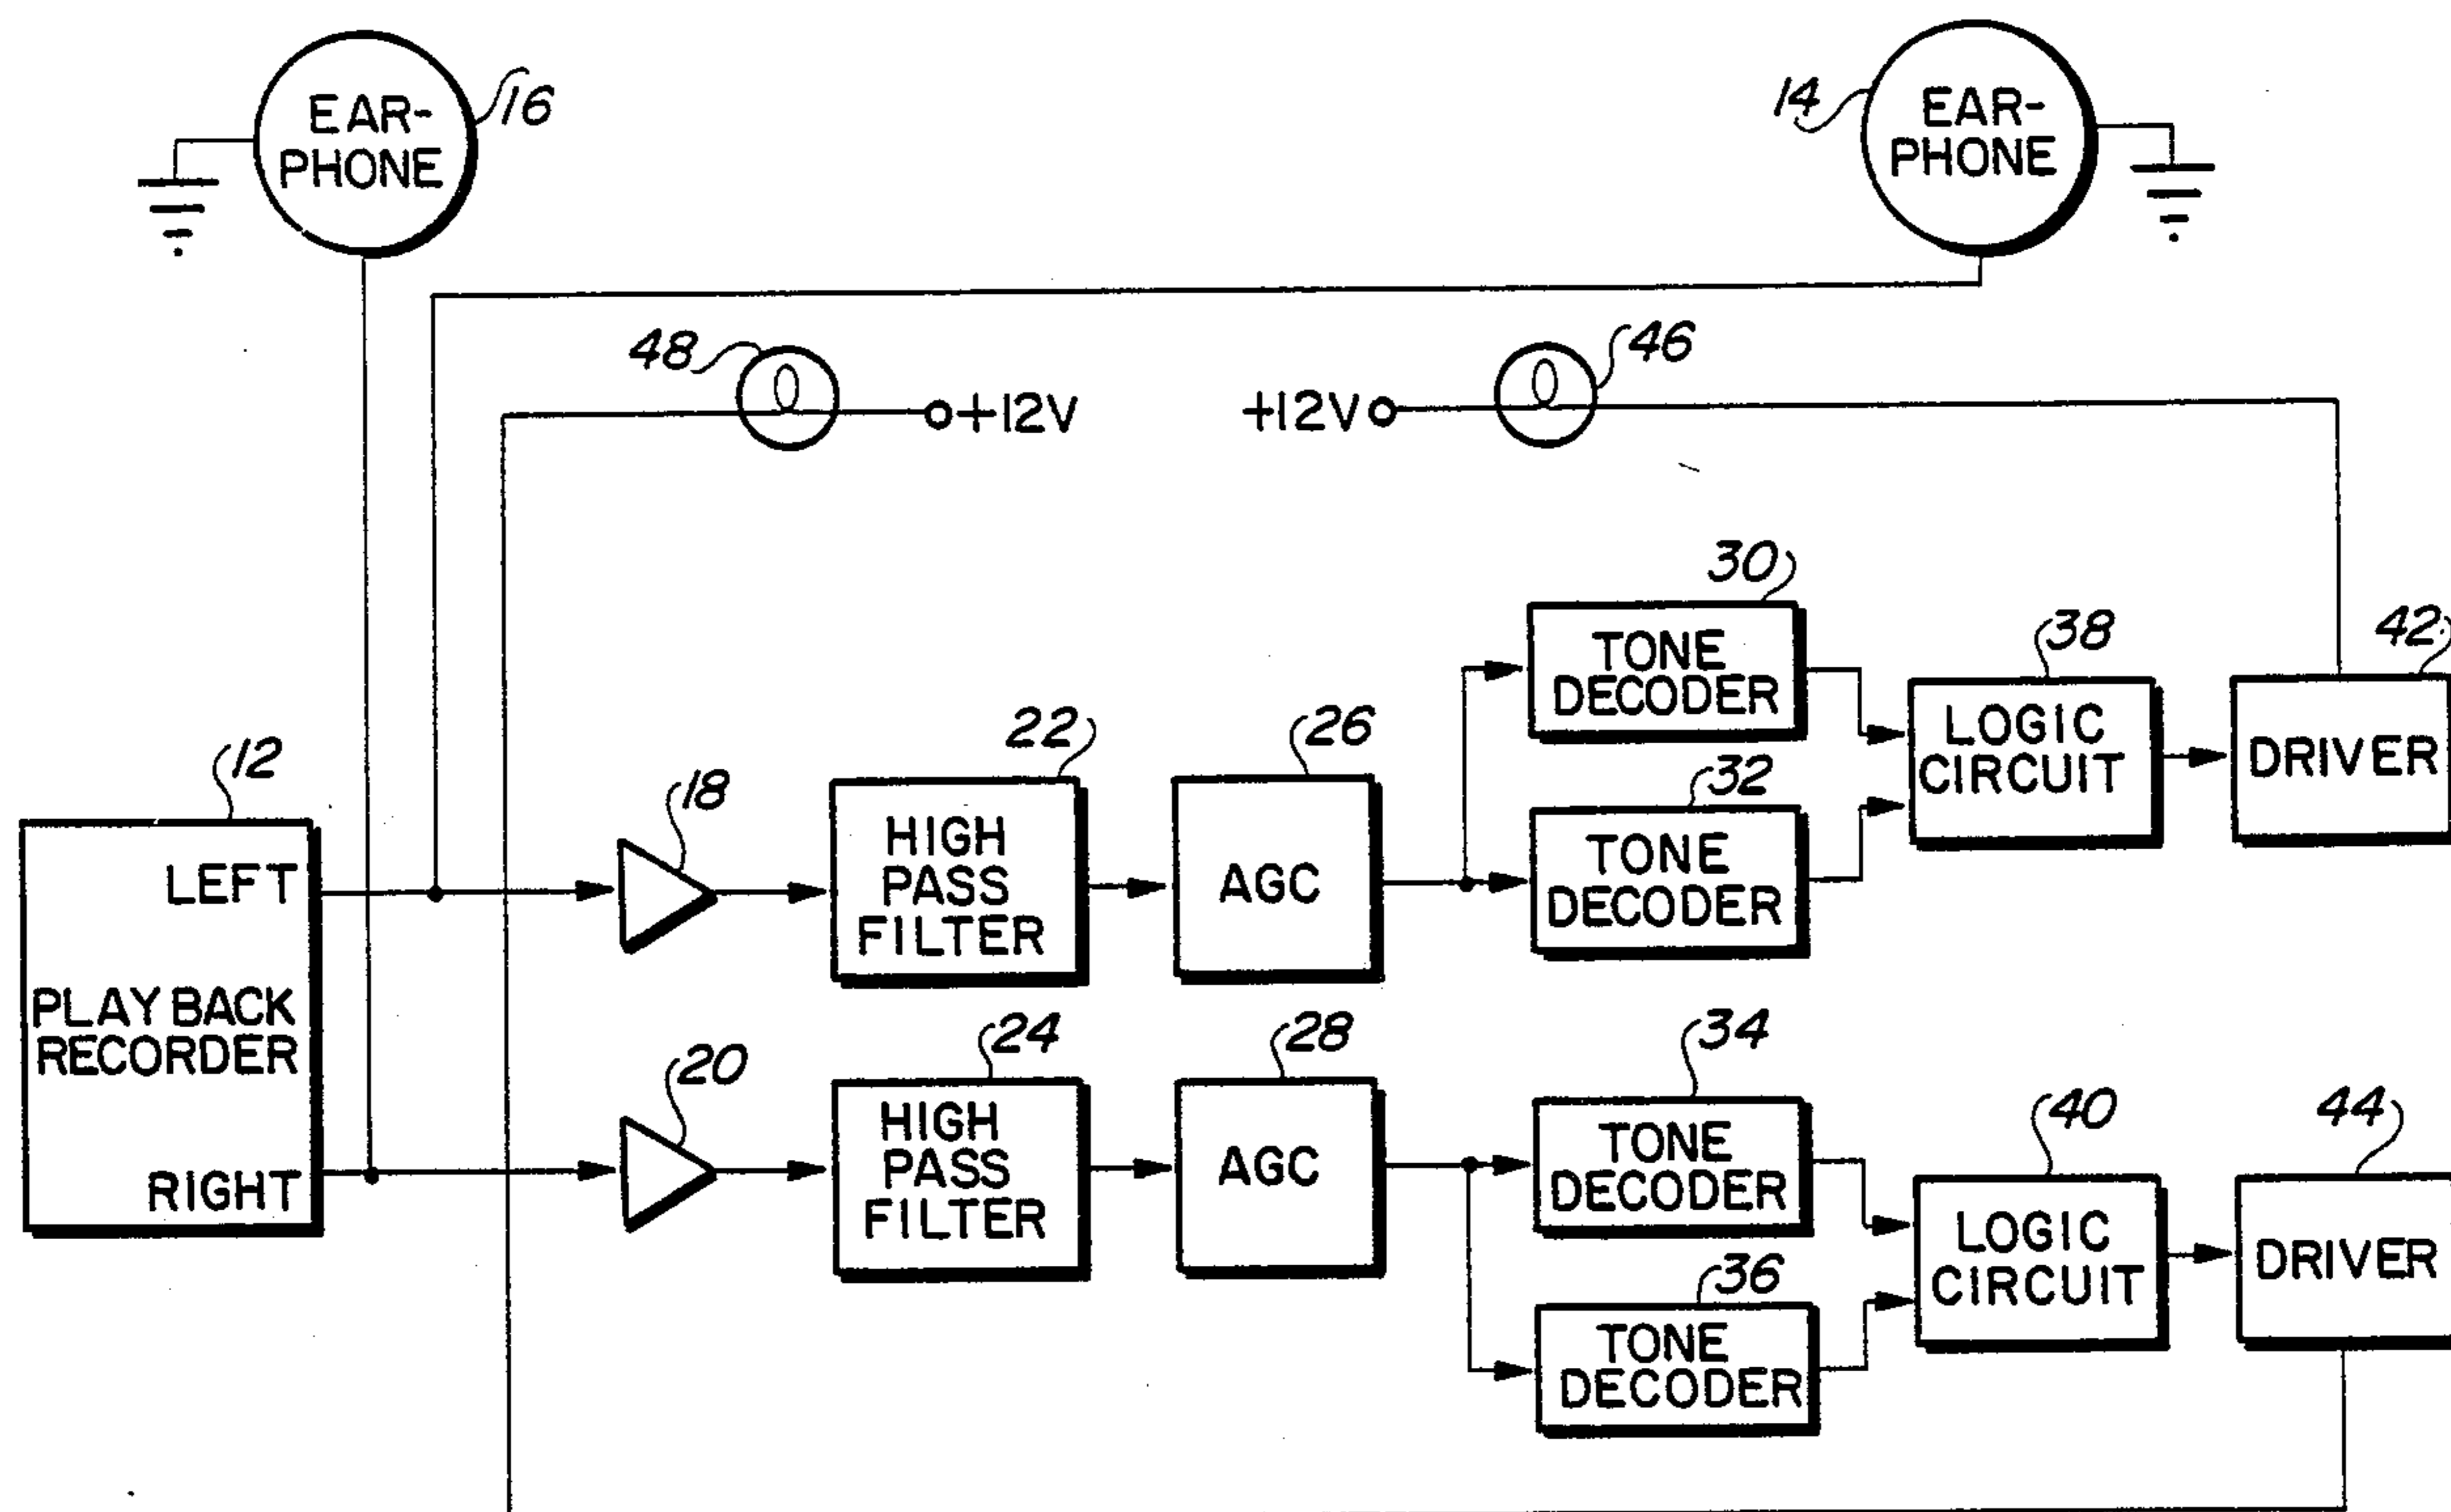 EAR-
PHONE
16
14
EAR-
PHONE
48
+12V
+12V
46
30
TONE
DECODER
38
LOGIC
CIRCUIT
42
DRIVER
12
LEFT
PLAYBACK
RECORDER
RIGHT
18
22
HIGH
PASS
FILTER
26
AGC
32
TONE
DECODER
20
24
HIGH
PASS
FILTER
28
AGC
34
TONE
DECODER
36
TONE
DECODER
40
LOGIC
CIRCUIT
44
DRIVER